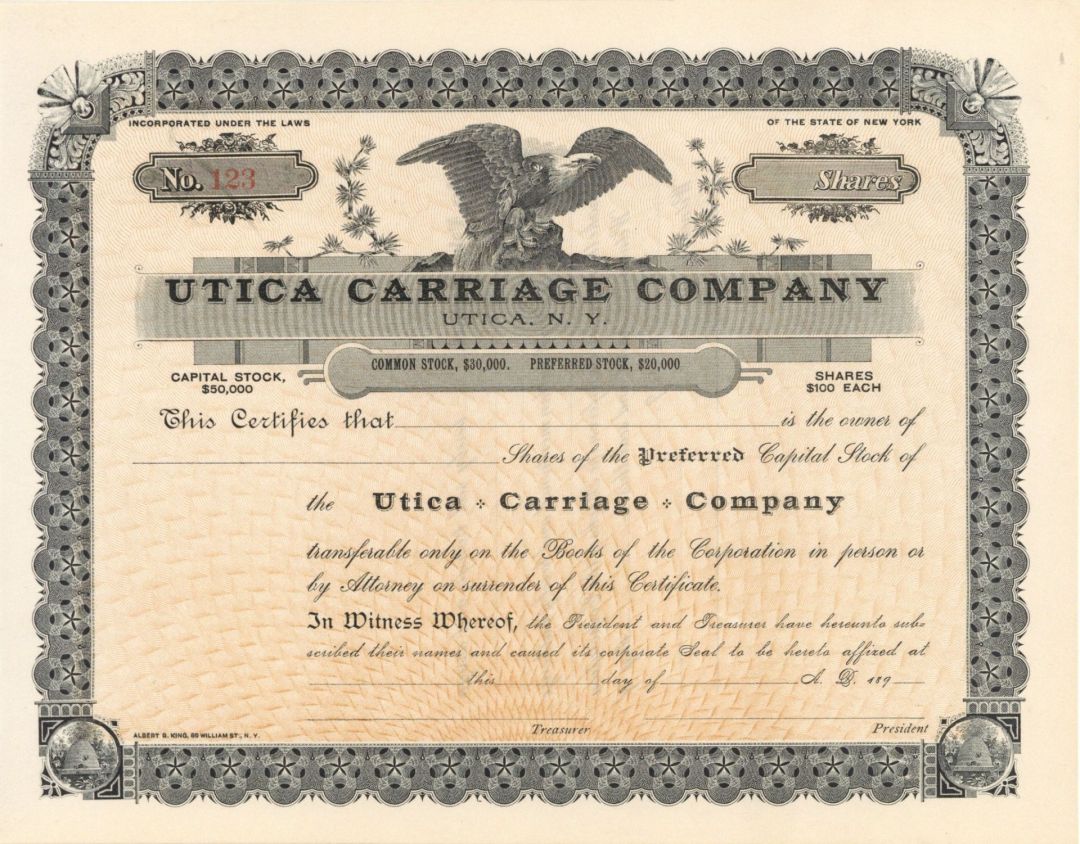 INCORPORATED UNDER THE LAWS
OF THE STATE OF NEW YORK
No. 123
Shares
UTICA CARRIAGE COMPANY
UTICA, N. Y.
COMMON STOCK, $30,000. PREFERRED STOCK, $20,000
CAPITAL STOCK,
$50,000
SHARES
$100 EACH
This Certifies that is the owner of
Shares of the Preferred Capital Stock of
the Utica Carriage Company
transferable only on the Books of the Corporation in person or
by Attorney on surrender of this Certificate.
In Witness Whereof, the President and Treasurer have hereunto sub=
scribed their names and caused its corporate Seal to be hereto affixed at
this day of A. D. 189
Treasurer President
ALBERT B. KING, 89 WILLIAM ST., N. Y.